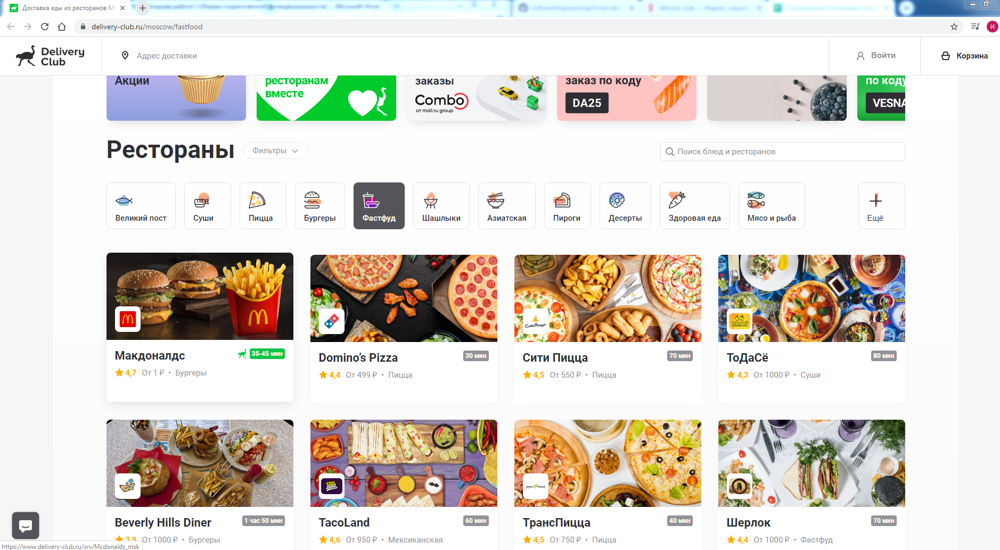 Доставка еды из ресторанов М
delivery-club.ru/moscow/fastfood
И
Delivery
Club
Адрес доставки
Войти
Корзина
Акции
ресторанам
вместе
заказы
Combo
от mail.ru group
заказ по коду
DA25
по коду
VESNA
Рестораны
Фильтры
Поиск блюд и ресторанов
Великий пост
Суши
Пицца
Бургеры
Фастфуд
Шашлыки
Азиатская
Пироги
Десерты
Здоровая еда
Мясо и рыба
Ещё
Макдоналдс
35-45 мин
4,7 От 1 ₽ • Бургеры
Domino’s Pizza
30 мин
4,4 От 499 ₽ • Пицца
Сити Пицца
70 мин
4,5 От 550 ₽ • Пицца
ТоДаСё
80 мин
4,3 От 1000 ₽ • Суши
Beverly Hills Diner
1 час 50 мин
3,9 От 1000 ₽ • Бургеры
TacoLand
60 мин
4,6 От 950 ₽ • Мексиканская
ТрансПицца
40 мин
4,5 От 750 ₽ • Пицца
Шерлок
70 мин
4,4 От 1000 ₽ • Фастфуд
https://www.delivery-club.ru/srv/Mcdonalds_msk